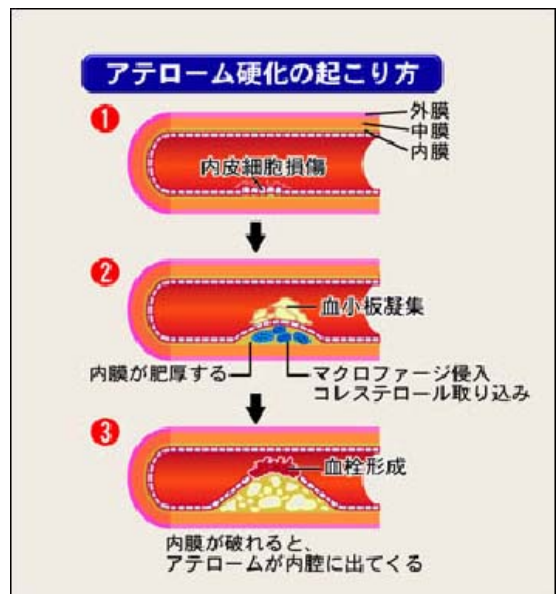 アテローム硬化の起こり方
1
外膜
中膜
内膜
内皮細胞損傷
2
血小板凝集
内膜が肥厚する
マクロファージ侵入
コレステロール取り込み
3
血栓形成
内膜が破れると、
アテロームが内腔に出てくる